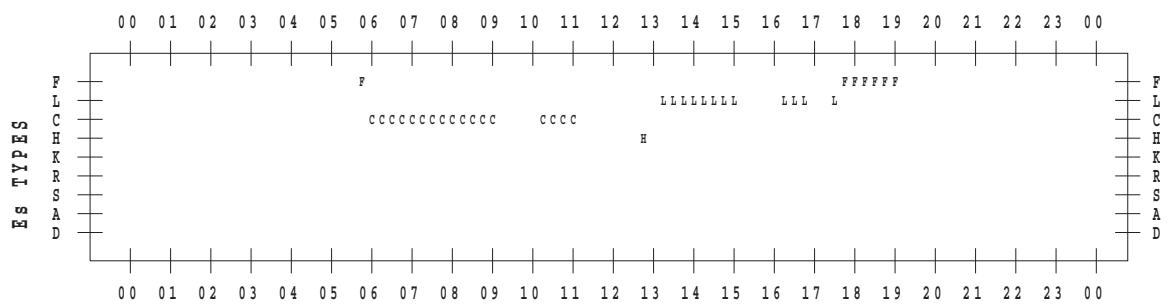 00 01 02 03 04 05 06 07 08 09 10 11 12 13 14 15 16 17 18 19 20 21 22 23 00
F F FFFFFF F
L LLLLLLLL LLL L L
C CCCCCCCCCCCCC CCCC C
H H H
K K
R R
S S
A A
D D
Es TYPES
00 01 02 03 04 05 06 07 08 09 10 11 12 13 14 15 16 17 18 19 20 21 22 23 00